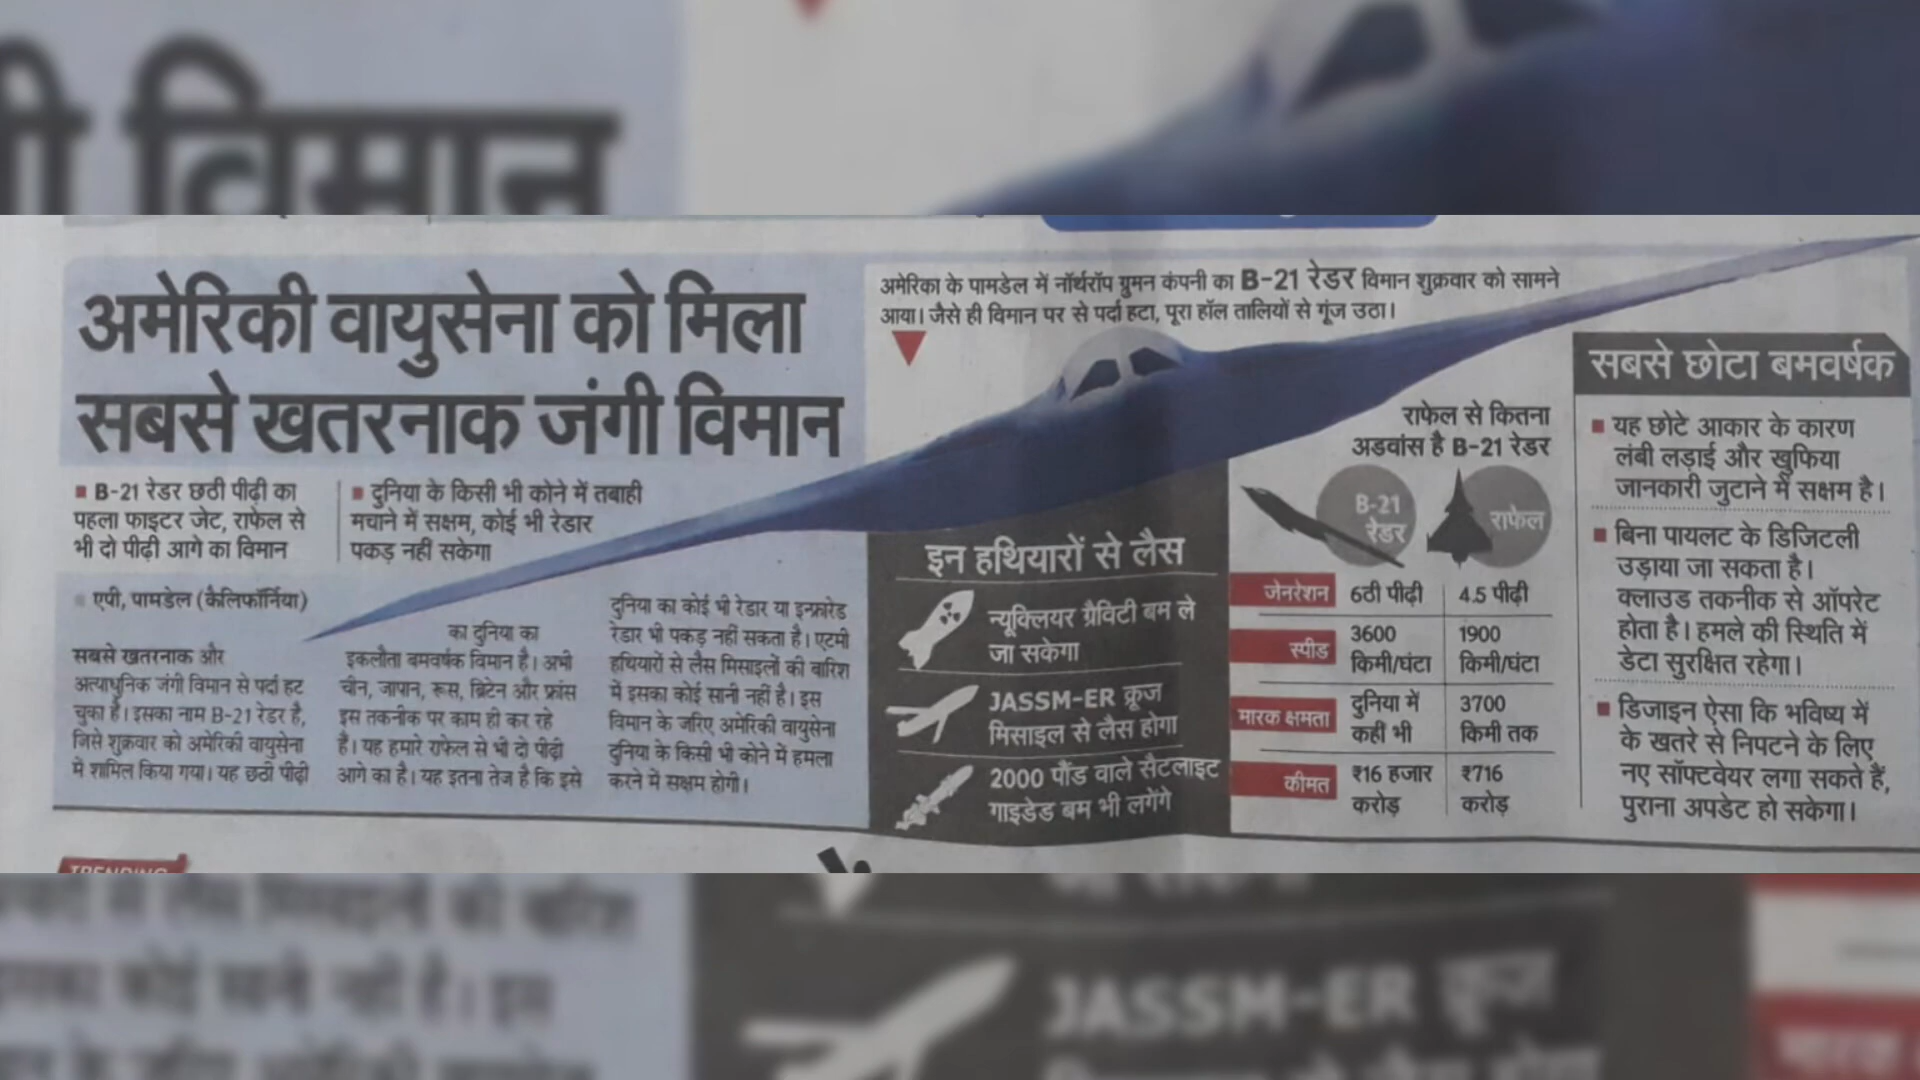 अमेरिकी वायुसेना को मिला
सबसे खतरनाक जंगी विमान
B-21 रेडर छठी पीढ़ी का
पहला फाइटर जेट, राफेल से
भी दो पीढ़ी आगे का विमान
दुनिया के किसी भी कोने में तबाही
मचाने में सक्षम, कोई भी रेडार
पकड़ नहीं सकेगा
एपी, पामडेल (कैलिफॉर्निया)
सबसे खतरनाक और
अत्याधुनिक जंगी विमान से पर्दा हट
चुका है। इसका नाम B-21 रेडर है,
जिसे शुक्रवार को अमेरिकी वायुसेना
में शामिल किया गया। यह छठी पीढ़ी
का दुनिया का
इकलौता बमवर्षक विमान है। अभी
चीन, जापान, रूस, ब्रिटेन और फ्रांस
इस तकनीक पर काम ही कर रहे
हैं। यह हमारे राफेल से भी दो पीढ़ी
आगे का है। यह इतना तेज है कि इसे
दुनिया का कोई भी रेडार या इन्फ्रारेड
रेडार भी पकड़ नहीं सकता है। एटमी
हथियारों से लैस मिसाइलों की बारिश
में इसका कोई सानी नहीं है। इस
विमान के जरिए अमेरिकी वायुसेना
दुनिया के किसी भी कोने में हमला
करने में सक्षम होगी।
अमेरिका के पामडेल में नॉर्थरॉप ग्रुमन कंपनी का B-21 रेडर विमान शुक्रवार को सामने
आया। जैसे ही विमान पर से पर्दा हटा, पूरा हॉल तालियों से गूंज उठा।
इन हथियारों से लैस
न्यूक्लियर ग्रैविटी बम ले
जा सकेगा
JASSM-ER क्रूज
मिसाइल से लैस होगा
2000 पौंड वाले सैटलाइट
गाइडेड बम भी लगेंगे
राफेल से कितना
अडवांस है B-21 रेडर
B-21 राफेल
रेडर
जेनरेशन 6ठी पीढ़ी 4.5 पीढ़ी
स्पीड 3600 1900
किमी/घंटा किमी/घंटा
मारक क्षमता दुनिया में 3700
कहीं भी किमी तक
कीमत ₹16 हजार ₹716
करोड़ करोड़
सबसे छोटा बमवर्षक
यह छोटे आकार के कारण
लंबी लड़ाई और खुफिया
जानकारी जुटाने में सक्षम है।
बिना पायलट के डिजिटली
उड़ाया जा सकता है।
क्लाउड तकनीक से ऑपरेट
होता है। हमले की स्थिति में
डेटा सुरक्षित रहेगा।
डिजाइन ऐसा कि भविष्य में
के खतरे से निपटने के लिए
नए सॉफ्टवेयर लगा सकते हैं,
पुराना अपडेट हो सकेगा।
TRENDING